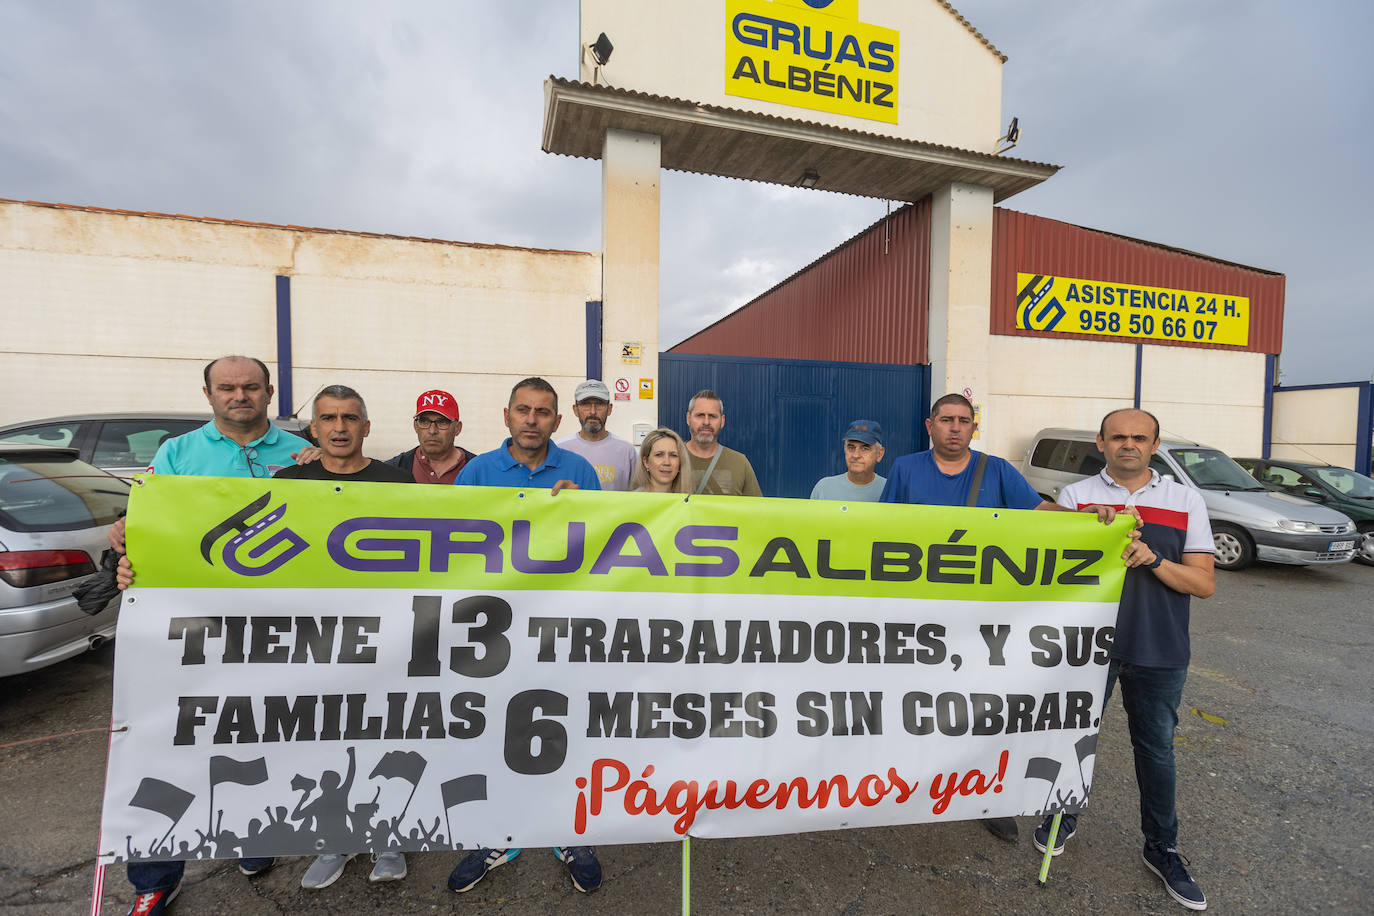 GRUAS
ALBÉNIZ
ASISTENCIA 24 H.
958 50 66 07
NY
GRUAS ALBÉNIZ
TIENE 13 TRABAJADORES, Y SUS
FAMILIAS 6 MESES SIN COBRAR.
¡Páguennos ya!